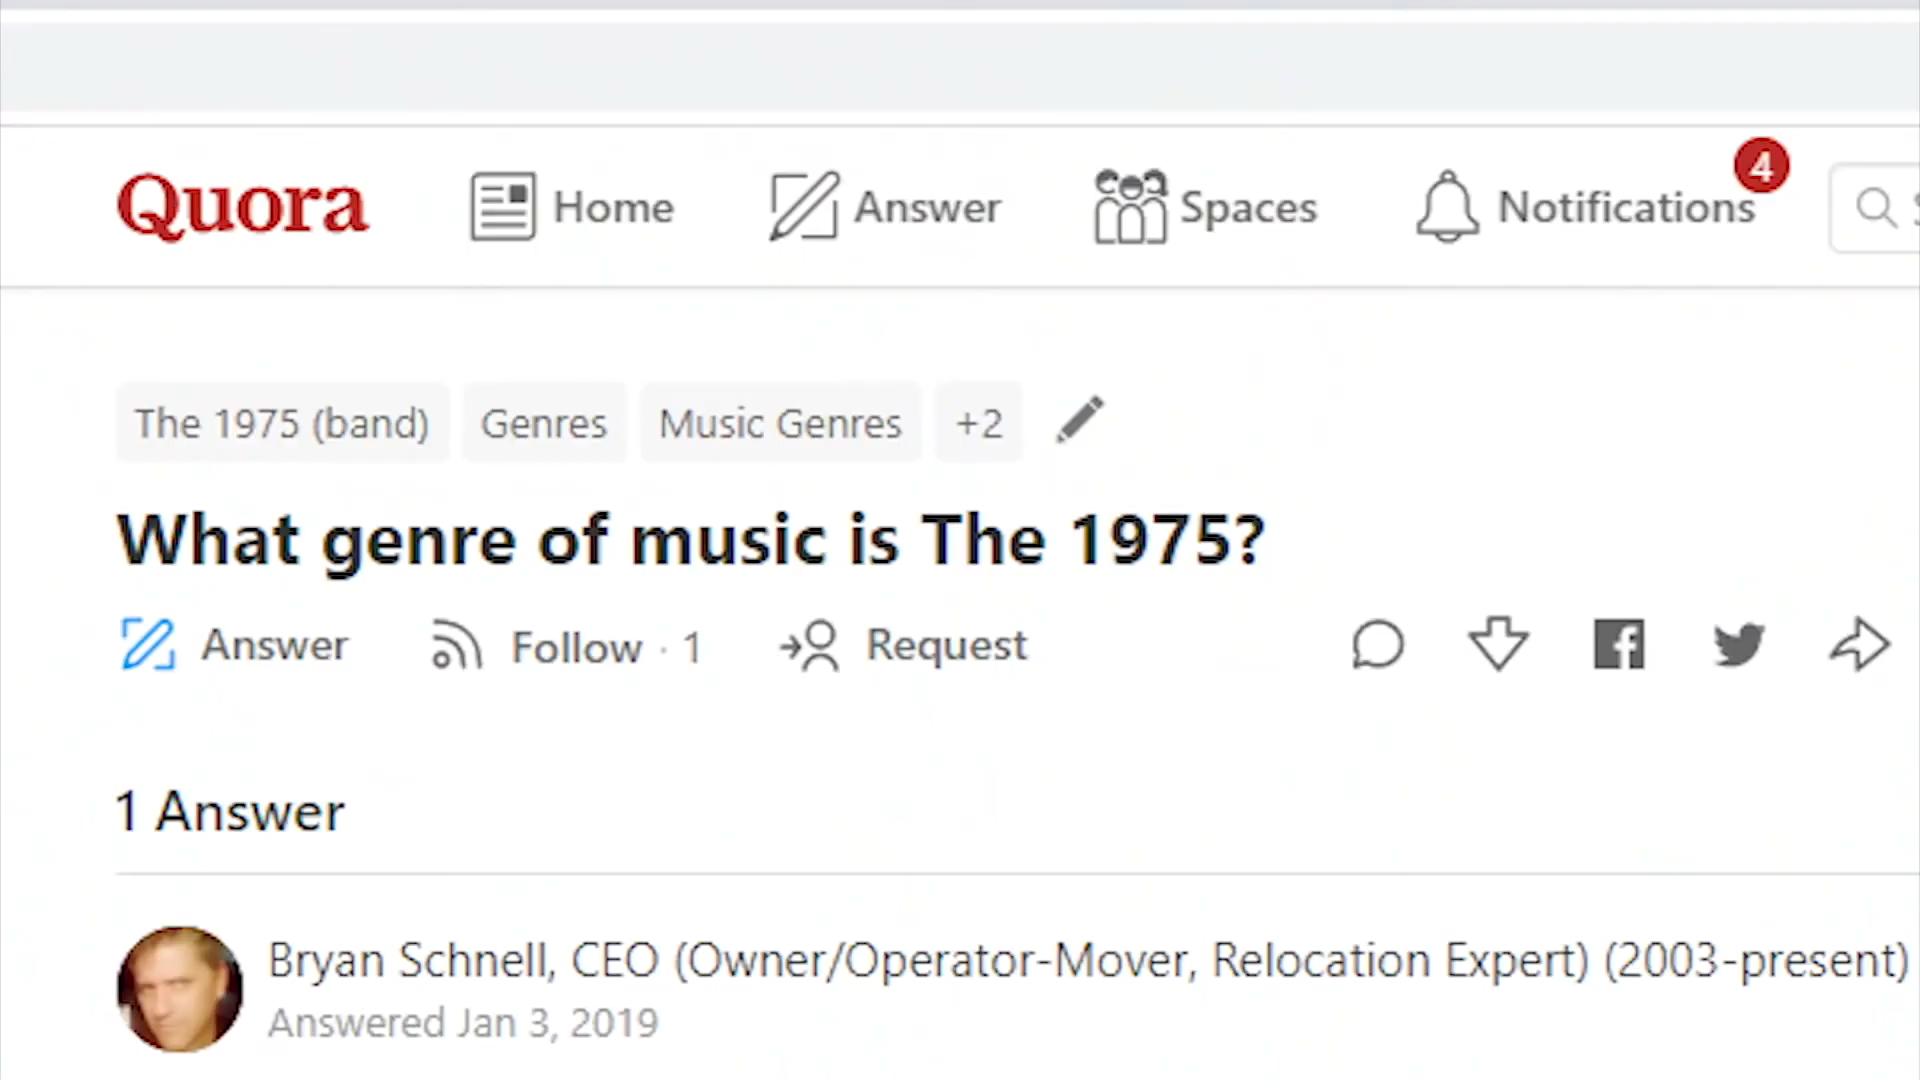 Quora Home Answer Spaces Notifications 4
The 1975 (band) Genres Music Genres +2
What genre of music is The 1975?
Answer Follow · 1 Request
1 Answer
Bryan Schnell, CEO (Owner/Operator-Mover, Relocation Expert) (2003-present)
Answered Jan 3, 2019